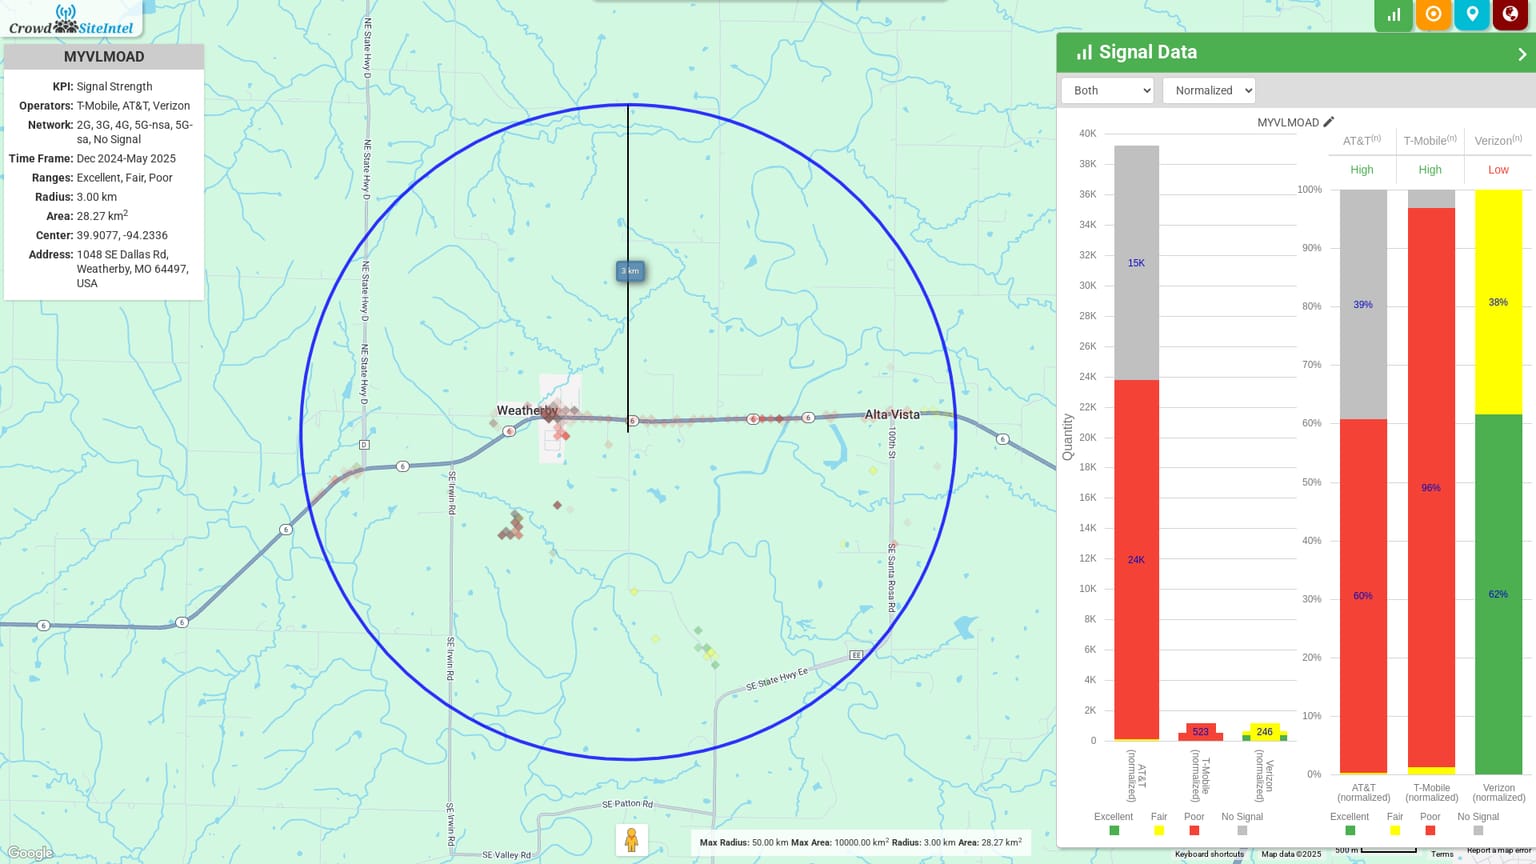 Crowd SiteIntel
MYVLMOAD
KPI: Signal Strength
Operators: T-Mobile, AT&T, Verizon
Network: 2G, 3G, 4G, 5G-nsa, 5G-
sa, No Signal
Time Frame: Dec 2024-May 2025
Ranges: Excellent, Fair, Poor
Radius: 3.00 km
Area: 28.27 km2
Center: 39.9077, -94.2336
Address: 1048 SE Dallas Rd,
Weatherby, MO 64497,
USA
NE State Hwy D
NE State Hwy D
NE State Hwy D
NE State Hwy D
3 km
Weatherby
Alta Vista
6
6
6
6
6
6
6
6
6
D
EE
100th St
SE Irwin Rd
SE Santa Rosa Rd
SE Irwin Rd
SE State Hwy Ee
SE Irwin Rd
SE Patton Rd
SE Valley Rd
Google
Max Radius: 50.00 km Max Area: 10000.00 km2 Radius: 3.00 km Area: 28.27 km2
Signal Data
Both
Normalized
MYVLMOAD
Quantity
40K
38K
36K
34K
32K
30K
28K
26K
24K
22K
20K
18K
16K
14K
12K
10K
8K
6K
4K
2K
0
15K
24K
523
246
AT&T
(normalized)
T-Mobile
(normalized)
Verizon
(normalized)
Excellent Fair Poor No Signal
AT&T(n) T-Mobile(n) Verizon(n)
High High Low
100%
90%
80%
70%
60%
50%
40%
30%
20%
10%
0%
39%
60%
96%
38%
62%
AT&T
(normalized)
T-Mobile
(normalized)
Verizon
(normalized)
Excellent Fair Poor No Signal
Keyboard shortcuts Map data ©2025 500 m Terms Report a map error